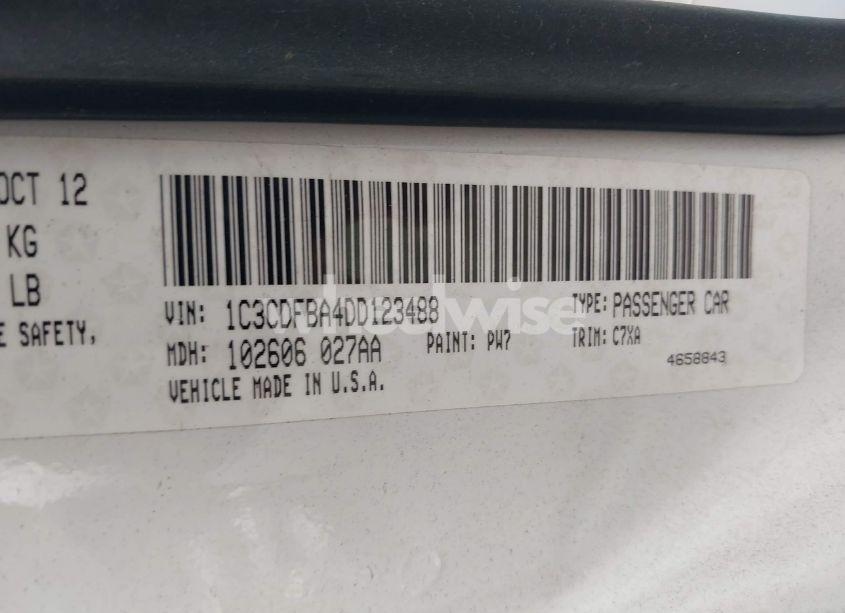 OCT 12
KG
LB
E SAFETY,
VIN: 1C3CDFBA4DD123488 TYPE: PASSENGER CAR
MDH: 102606 027AA PAINT: PW7 TRIM: C7XA
VEHICLE MADE IN U.S.A. 4658843